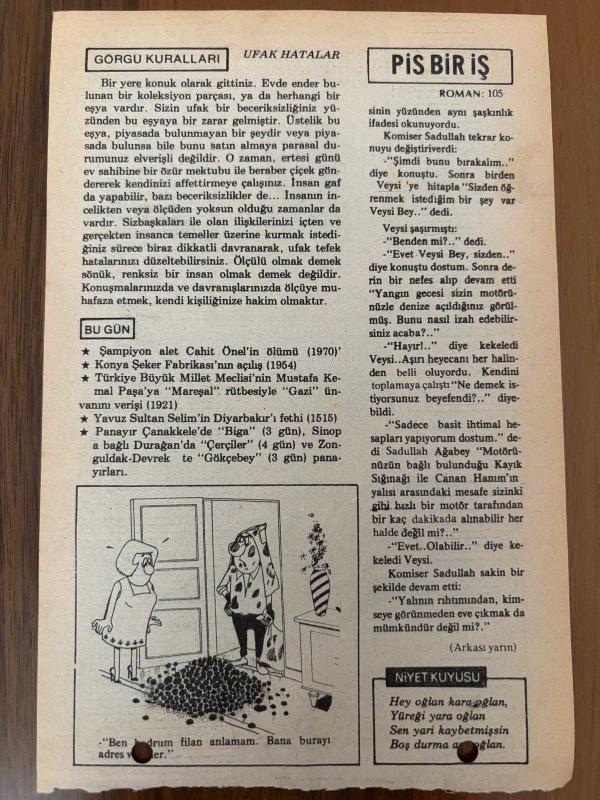 GÖRGÜ KURALLARI
UFAK HATALAR
Bir yere konuk olarak gittiniz. Evde ender bu-
lunan bir koleksiyon parçası, ya da herhangi bir
eşya vardır. Sizin ufak bir beceriksizliğiniz yü-
zünden bu eşyaya bir zarar gelmiştir. Üstelik bu
eşya, piyasada bulunmayan bir şeydir veya piya-
sada bulunsa bile bunu satın almaya parasal du-
rumunuz elverişli değildir. O zaman, ertesi günü
ev sahibine bir özür mektubu ile beraber çiçek gön-
dererek kendinizi affettirmeye çalışınız. İnsan gaf
da yapabilir, bazı beceriksizlikler de... İnsanın in-
celikten veya ölçüden yoksun olduğu zamanlar da
vardır. Sizbaşkaları ile olan ilişkilerinizi içten ve
gerçekten insanca temeller üzerine kurmak istedi-
ğiniz sürece biraz dikkatli davranarak, ufak tefek
hatalarınızı düzeltebilirsiniz. Ölçülü olmak demek
sönük, renksiz bir insan olmak demek değildir.
Konuşmalarınızda ve davranışlarınızda ölçüye mu-
hafaza etmek, kendi kişiliğinize hakim olmaktır.
BU GÜN
★ Şampiyon atlet Cahit Önel'in ölümü (1970)'
★ Konya Şeker Fabrikası'nın açılış (1954)
★ Türkiye Büyük Millet Meclisi'nin Mustafa Ke-
mal Paşa'ya "Mareşal" rütbesiyle "Gazi" ün-
vanını verişi (1921)
★ Yavuz Sultan Selim'in Diyarbakır'ı fethi (1515)
★ Panayır Çanakkele'de "Biga" (3 gün), Sinop
a bağlı Durağan'da "Çerçiler" (4 gün) ve Zon-
guldak-Devrek te "Gökçebey" (3 gün) pana-
yırları.
-"Ben bodrum filan anlamam. Bana burayı
adres
PİS BİR İŞ
ROMAN: 105
sinin yüzünden aynı şaşkınlık
ifadesi okunuyordu.
Komiser Sadullah tekrar ko-
nuyu değiştiriverdi:
-"Şimdi bunu bırakalım.."
diye konuştu. Sonra birden
Veysi 'ye hitapla "Sizden öğ-
renmek istediğim bir şey var
Veysi Bey.." dedi.
Veysi şaşırmıştı:
-"Benden mi?.." dedi.
-"Evet Veysi Bey, sizden.."
diye konuştu dostum. Sonra de-
rin bir nefes alıp devam etti
"Yangın gecesi sizin motörü-
nüzle denize açıldığınız görül-
müş. Bunu nasıl izah edebilir-
siniz acaba?.."
-"Hayır!.." diye kekeledi
Veysi..Aşırı heyecanı her halin-
den belli oluyordu. Kendini
toplamaya çalıştı "Ne demek is-
tiyorsunuz beyefendi?.." diye-
bildi.
-"Sadece basit ihtimal he-
sapları yapıyorum dostum." de-
di Sadullah Ağabey "Motörü-
nüzün bağlı bulunduğu Kayık
Sığınağı ile Canan Hanım'ın
yalısı arasındaki mesafe sizinki
gibi hızlı bir motör tarafından
bir kaç dakikada alınabilir her
halde değil mi?.."
-"Evet..Olabilir.." diye ke-
keledi Veysi.
Komiser Sadullah sakin bir
şekilde devam etti:
-"Yalının rıhtımından, kim-
seye görünmeden eve çıkmak da
mümkündür değil mi?."
(Arkası yarın)
NİYET KUYUSU
Hey oğlan kara oğlan,
Yüreği yara oğlan
Sen yari kaybetmişsin
Boş durma ara oğlan.